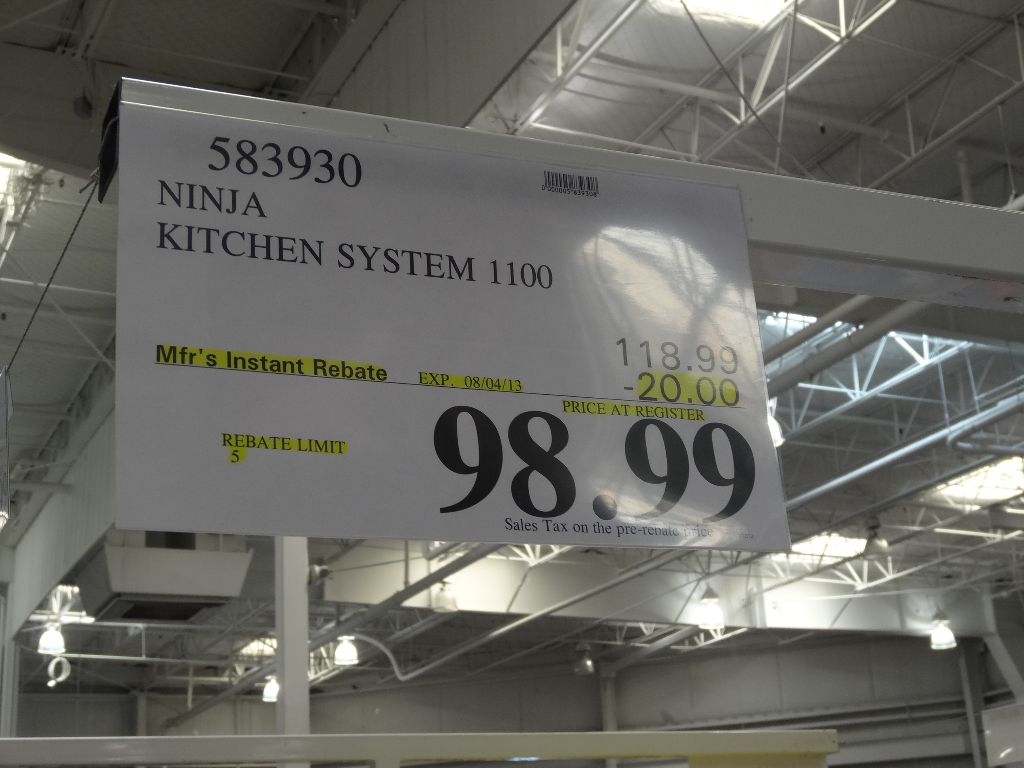 583930
NINJA
KITCHEN SYSTEM 1100
118.99
Mfr's Instant Rebate EXP. 08/04/13 -20.00
PRICE AT REGISTER
REBATE LIMIT
5
98.99
Sales Tax on the pre-rebate price